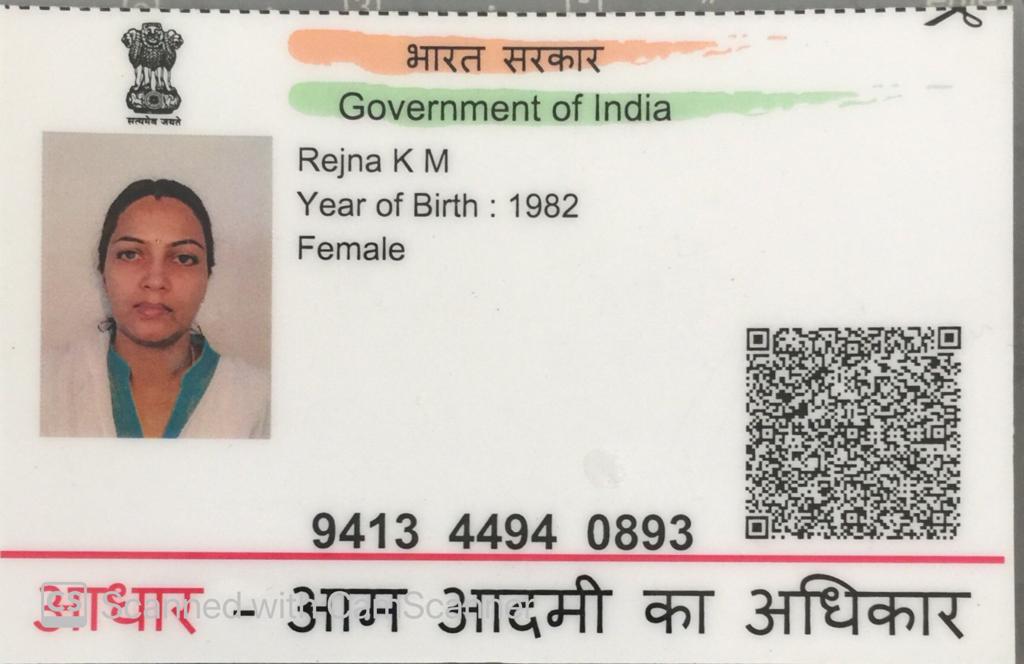 भारत सरकार
Government of India
सत्यमेव जयते
Rejna K M
Year of Birth : 1982
Female
9413 4494 0893
आधार - आम आदमी का अधिकार
Scanned with CamScanner